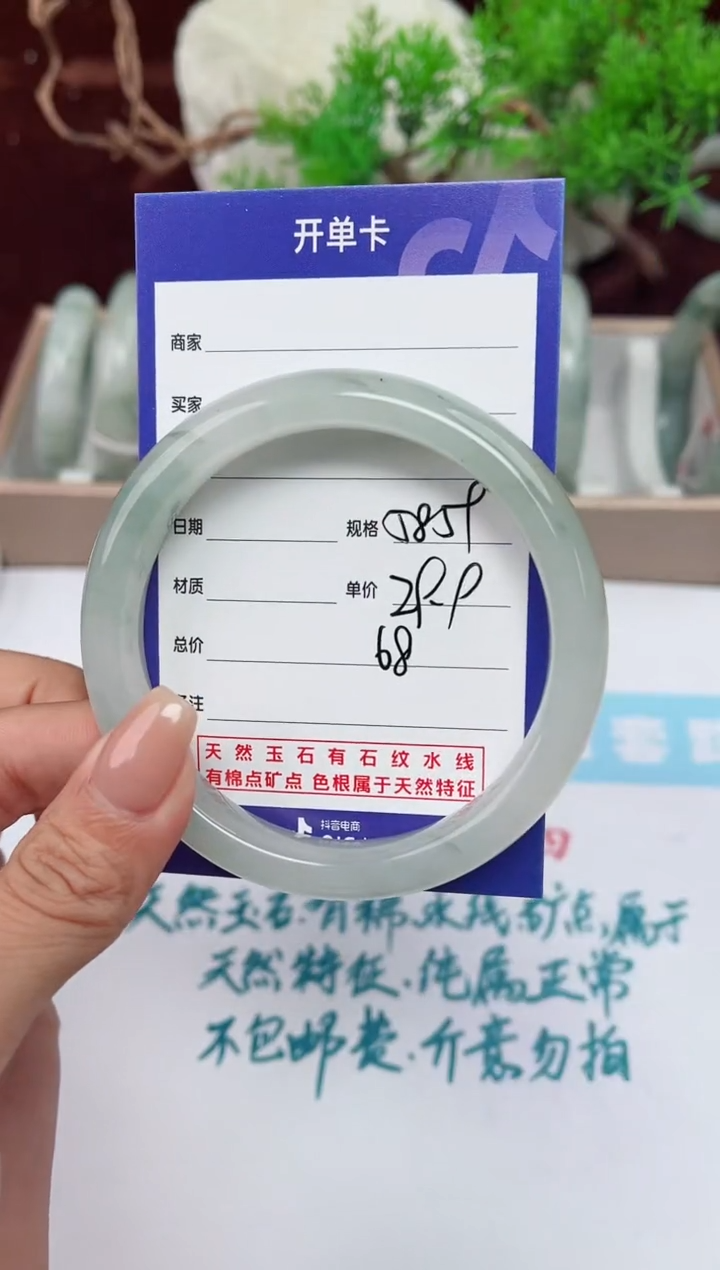 开单卡
商家
买家
日期
规格
材质
单价
总价
68
注
天然玉石有石纹水线
有棉点矿点 色根属于天然特征
抖音电商
天然玉石.有棉.水线.矿点,属于
天然特征.纯属正常
不包邮费.介意勿拍